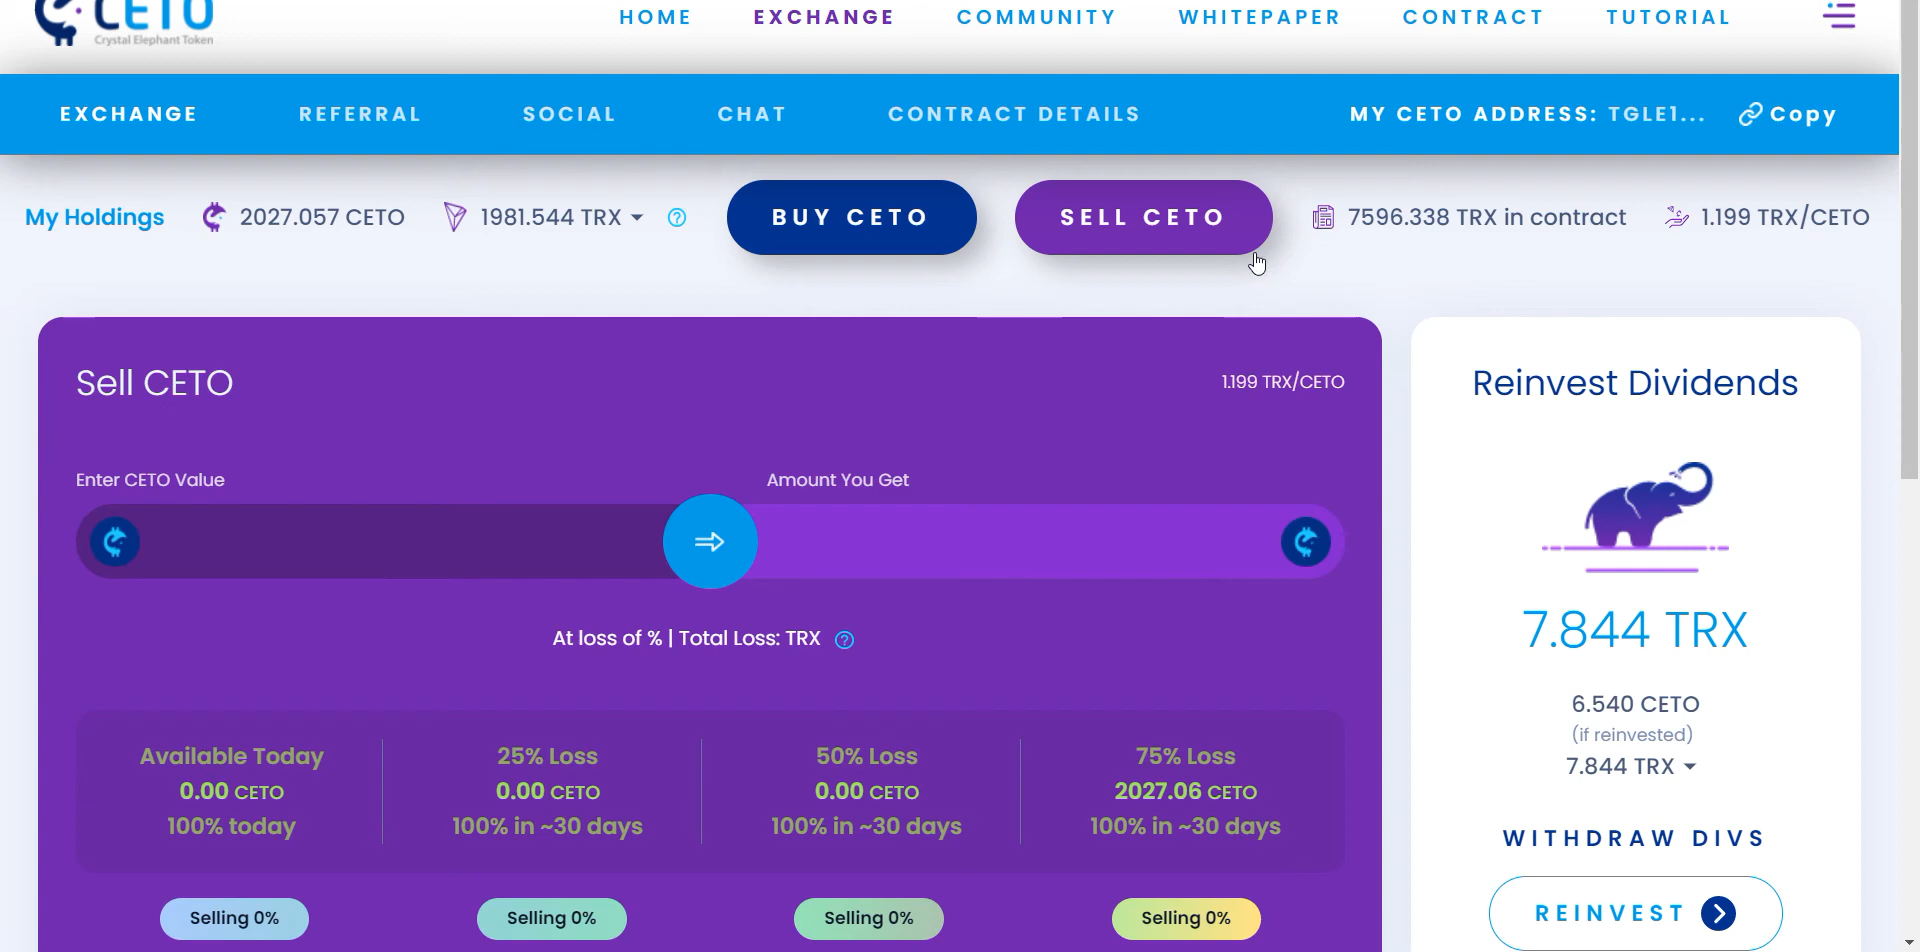 CETO
Crystal Elephant Token
HOME EXCHANGE COMMUNITY WHITEPAPER CONTRACT TUTORIAL
EXCHANGE REFERRAL SOCIAL CHAT CONTRACT DETAILS MY CETO ADDRESS: TGLE1... Copy
My Holdings 2027.057 CETO 1981.544 TRX ? BUY CETO SELL CETO 7596.338 TRX in contract 1.199 TRX/CETO
Sell CETO 1.199 TRX/CETO
Enter CETO Value Amount You Get
At loss of % | Total Loss: TRX ?
Available Today 25% Loss 50% Loss 75% Loss
0.00 CETO 0.00 CETO 0.00 CETO 2027.06 CETO
100% today 100% in ~30 days 100% in ~30 days 100% in ~30 days
Selling 0% Selling 0% Selling 0% Selling 0%
Reinvest Dividends
7.844 TRX
6.540 CETO
(if reinvested)
7.844 TRX
WITHDRAW DIVS
REINVEST